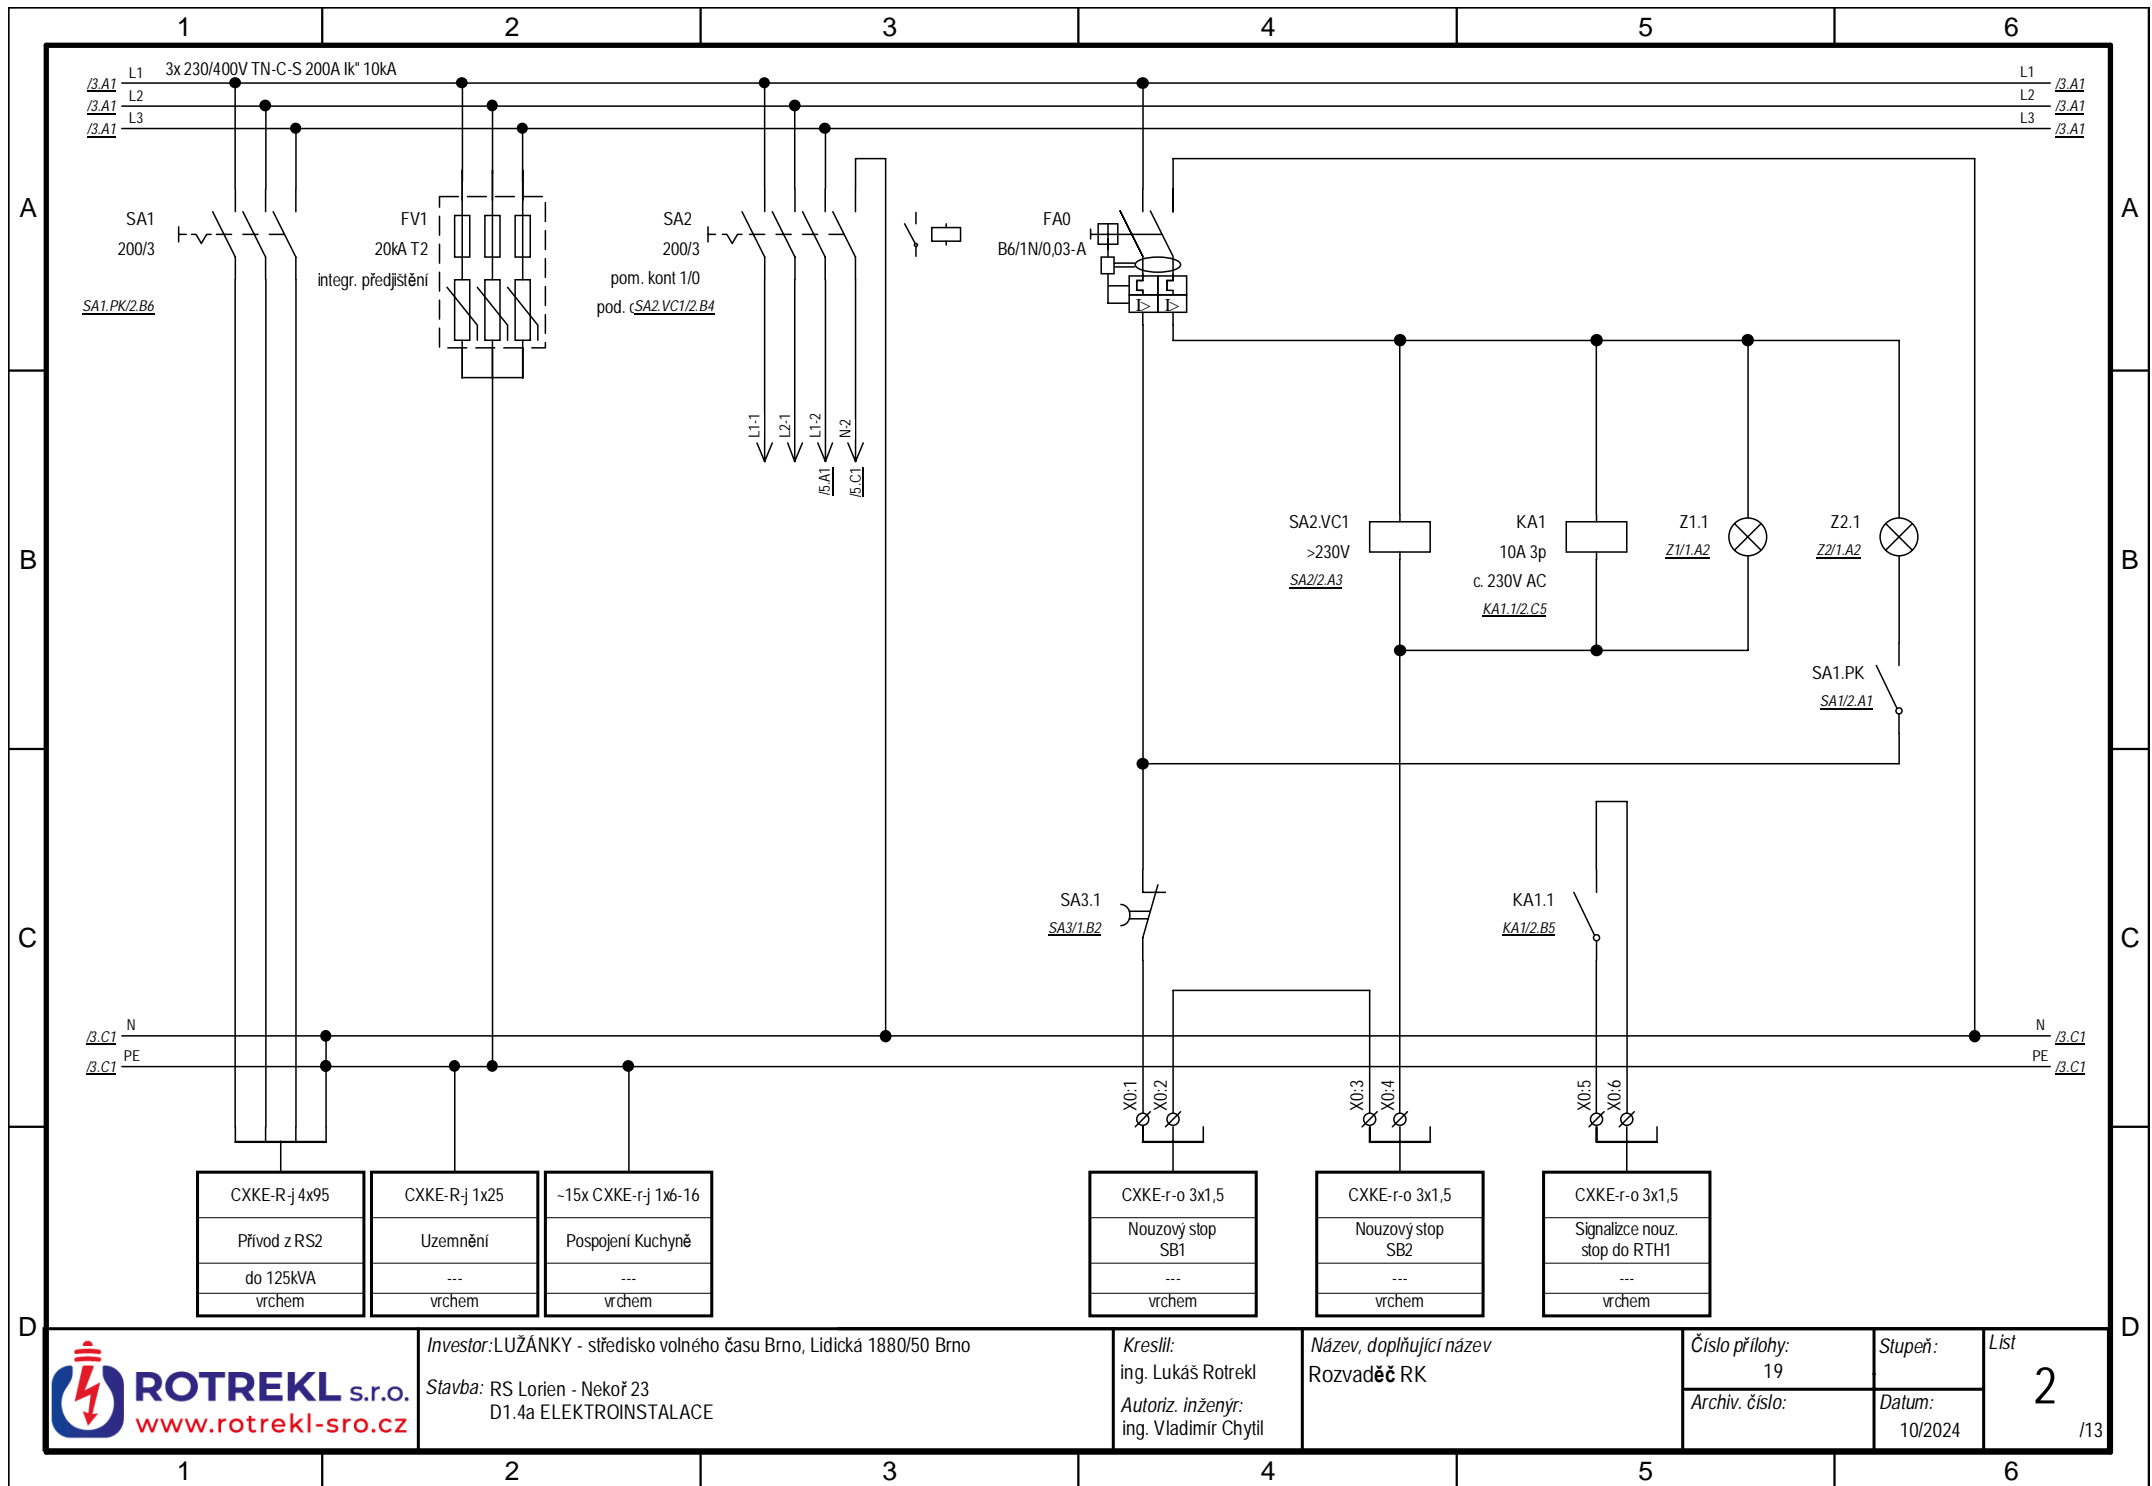 1 2 3 4 5 6
L1 3x 230/400V TN-C-S 200A Ik" 10kA L1
/3.A1 /3.A1
L2 L2
/3.A1 /3.A1
L3 L3
/3.A1 /3.A1
A A
SA1
200/3
SA1.PK/2.B6
FV1
20kA T2
integr. předjištění
SA2
200/3
pom. kont 1/0
pod. SA2.VC1/2.B4
FA0
B6/1N/0,03-A
I> I>
L1-1
L2-1
L1-2
N-2
/5.A1
/5.C1
B B
SA2.VC1
>230V
SA2/2.A3
KA1
10A 3p
c. 230V AC
KA1.1/2.C5
Z1.1
Z1/1.A2
Z2.1
Z2/1.A2
SA1.PK
SA1/2.A1
C C
SA3.1
SA3/1.B2
KA1.1
KA1/2.B5
N N
/3.C1 /3.C1
PE PE
/3.C1 /3.C1
X0:1
X0:2
X0:3
X0:4
X0:5
X0:6
CXKE-R-j 4x95
Přívod z RS2
do 125kVA
vrchem
CXKE-R-j 1x25
Uzemnění
---
vrchem
~15x CXKE-r-j 1x6-16
Pospojení Kuchyně
---
vrchem
CXKE-r-o 3x1,5
Nouzový stop
SB1
---
vrchem
CXKE-r-o 3x1,5
Nouzový stop
SB2
---
vrchem
CXKE-r-o 3x1,5
Signalizce nouz.
stop do RTH1
---
vrchem
D D
ROTREKL s.r.o.
www.rotrekl-sro.cz
Investor: LUŽÁNKY - středisko volného času Brno, Lidická 1880/50 Brno
Stavba: RS Lorien - Nekoř 23
D1.4a ELEKTROINSTALACE
Kreslil:
ing. Lukáš Rotrekl
Autoriz. inženýr:
ing. Vladimír Chytil
Název, doplňující název
Rozvaděč RK
Číslo přílohy:
19
Archiv. číslo:
Stupeň:
Datum:
10/2024
List
2
/13
1 2 3 4 5 6